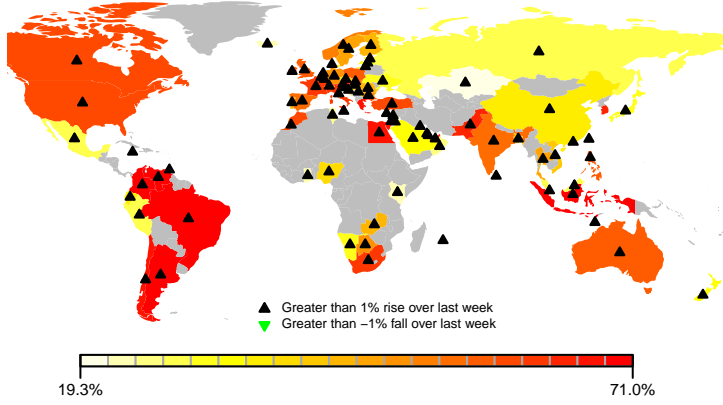 Greater than 1% rise over last week
Greater than −1% fall over last week
19.3%
71.0%